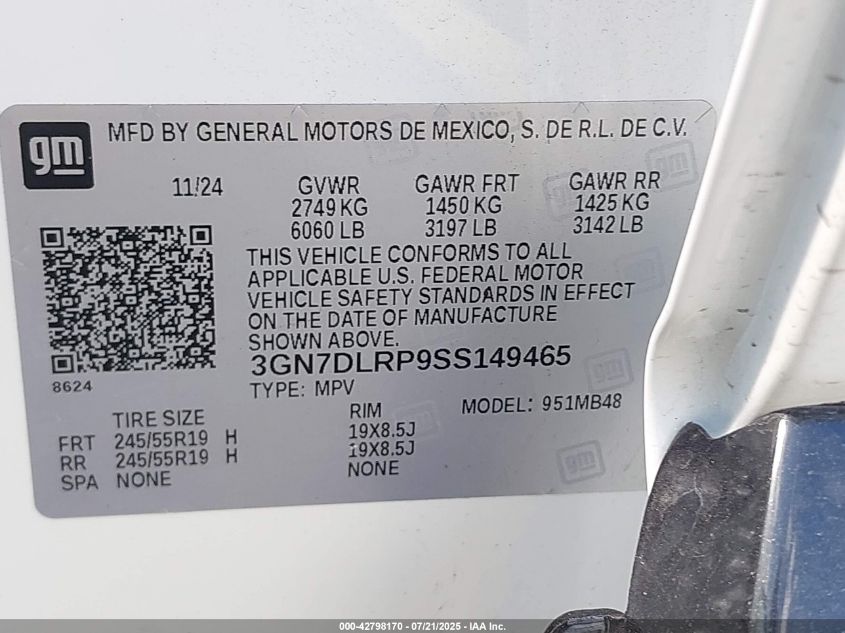 gm
MFD BY GENERAL MOTORS DE MEXICO, S. DE R.L. DE C.V.
11/24 GVWR GAWR FRT GAWR RR
2749 KG 1450 KG 1425 KG
6060 LB 3197 LB 3142 LB
THIS VEHICLE CONFORMS TO ALL
APPLICABLE U.S. FEDERAL MOTOR
VEHICLE SAFETY STANDARDS IN EFFECT
ON THE DATE OF MANUFACTURE
SHOWN ABOVE.
3GN7DLRP9SS149465
8624
TYPE: MPV
MODEL: 951MB48
TIRE SIZE RIM
FRT 245/55R19 H 19X8.5J
RR 245/55R19 H 19X8.5J
SPA NONE NONE
000-42798170 - 07/21/2025 - IAA Inc.